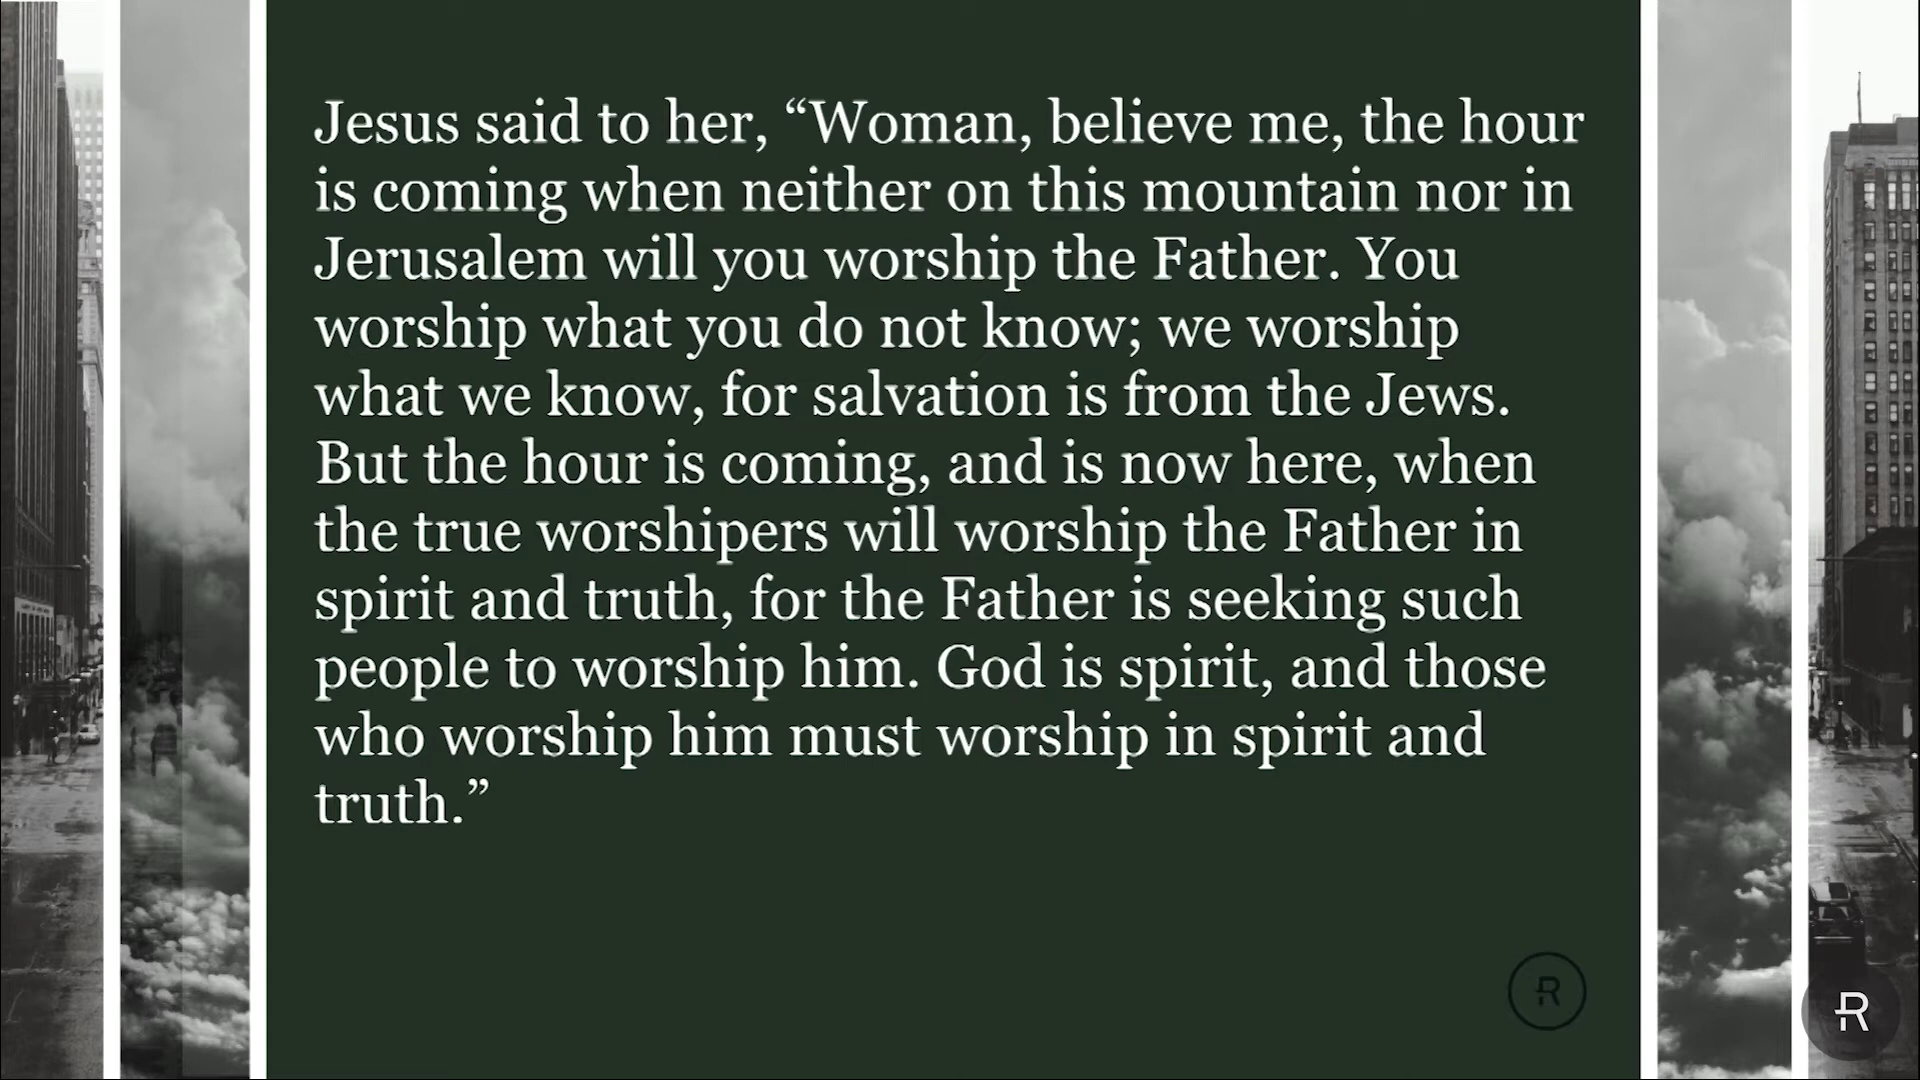 Jesus said to her, “Woman, believe me, the hour
is coming when neither on this mountain nor in
Jerusalem will you worship the Father. You
worship what you do not know; we worship
what we know, for salvation is from the Jews.
But the hour is coming, and is now here, when
the true worshipers will worship the Father in
spirit and truth, for the Father is seeking such
people to worship him. God is spirit, and those
who worship him must worship in spirit and
truth.”
R
R